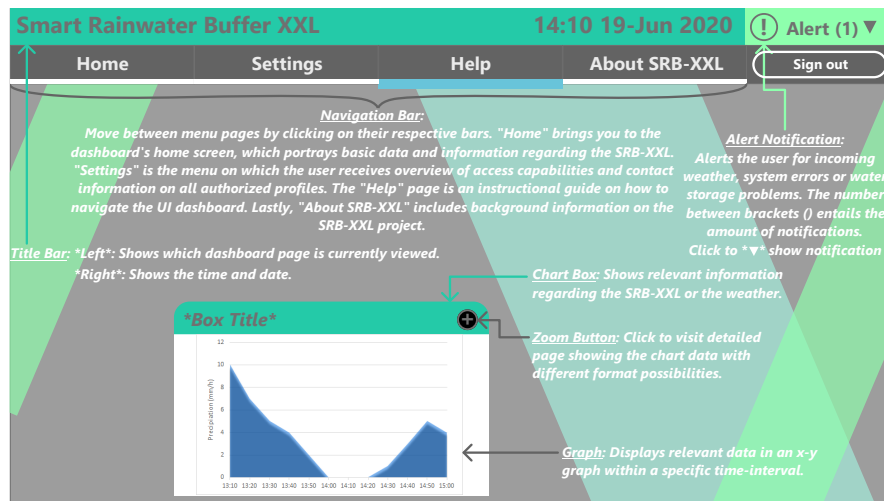 Smart Rainwater Buffer XXL 14:10 19-Jun 2020 ! Alert (1) ▼
Home Settings Help About SRB-XXL Sign out
Navigation Bar:
Move between menu pages by clicking on their respective bars. "Home" brings you to the
dashboard's home screen, which portrays basic data and information regarding the SRB-XXL.
"Settings" is the menu on which the user receives overview of access capabilities and contact
information on all authorized profiles. The "Help" page is an instructional guide on how to
navigate the UI dashboard. Lastly, "About SRB-XXL" includes background information on the
SRB-XXL project.
Alert Notification:
Alerts the user for incoming
weather, system errors or water
storage problems. The number
between brackets () entails the
amount of notifications.
Click to *▼* show notification
Title Bar: *Left*: Shows which dashboard page is currently viewed.
*Right*: Shows the time and date.
Chart Box: Shows relevant information
regarding the SRB-XXL or the weather.
*Box Title*
Zoom Button: Click to visit detailed
page showing the chart data with
different format possibilities.
Precipiation (mm/h)
12
10
8
6
4
2
0
13:10 13:20 13:30 13:40 13:50 14:00 14:10 14:20 14:30 14:40 14:50 15:00
Graph: Displays relevant data in an x-y
graph within a specific time-interval.